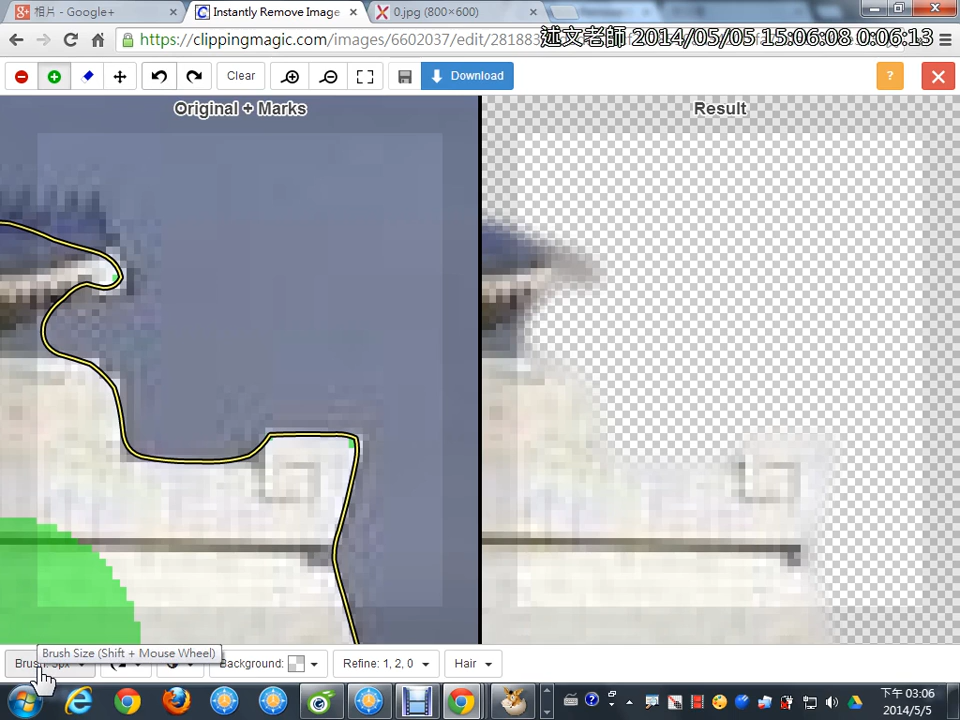 相片 - Google+
Instantly Remove Image
0.jpg (800×600)
https://clippingmagic.com/images/6602037/edit/28188
述文老師 2014/05/05 15:06:08 0:06:13
Clear
Download
?
Original + Marks
Result
Brush Size (Shift + Mouse Wheel)
Background:
Refine: 1, 2, 0
Hair
下午 03:06
2014/5/5